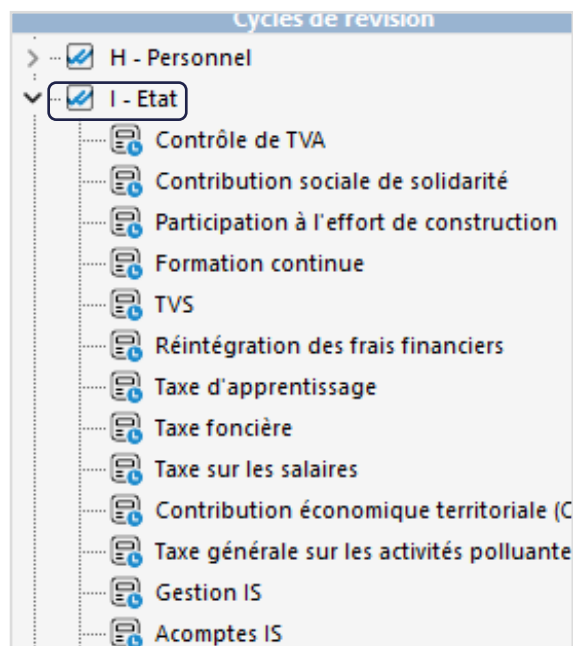 Cycles de révision
H - Personnel
I - Etat
Contrôle de TVA
Contribution sociale de solidarité
Participation à l'effort de construction
Formation continue
TVS
Réintégration des frais financiers
Taxe d'apprentissage
Taxe foncière
Taxe sur les salaires
Contribution économique territoriale (C
Taxe générale sur les activités polluante
Gestion IS
Acomptes IS